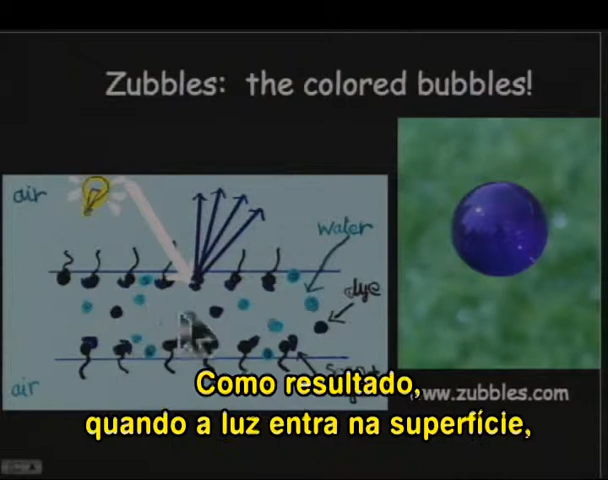 Zubbles: the colored bubbles!
air
water
dye
air
www.zubbles.com
Como resultado,
quando a luz entra na superfície,